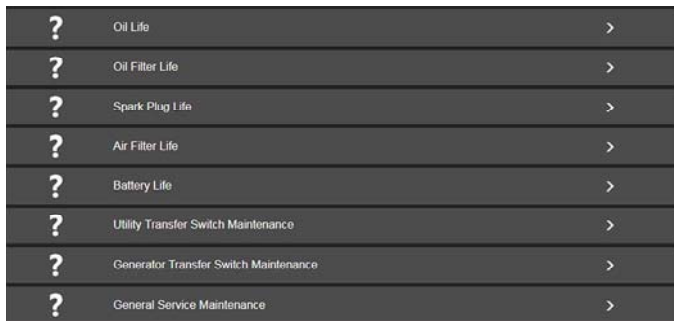 ? Oil Life >
? Oil Filter Life >
? Spark Plug Life >
? Air Filter Life >
? Battery Life >
? Utility Transfer Switch Maintenance >
? Generator Transfer Switch Maintenance >
? General Service Maintenance >